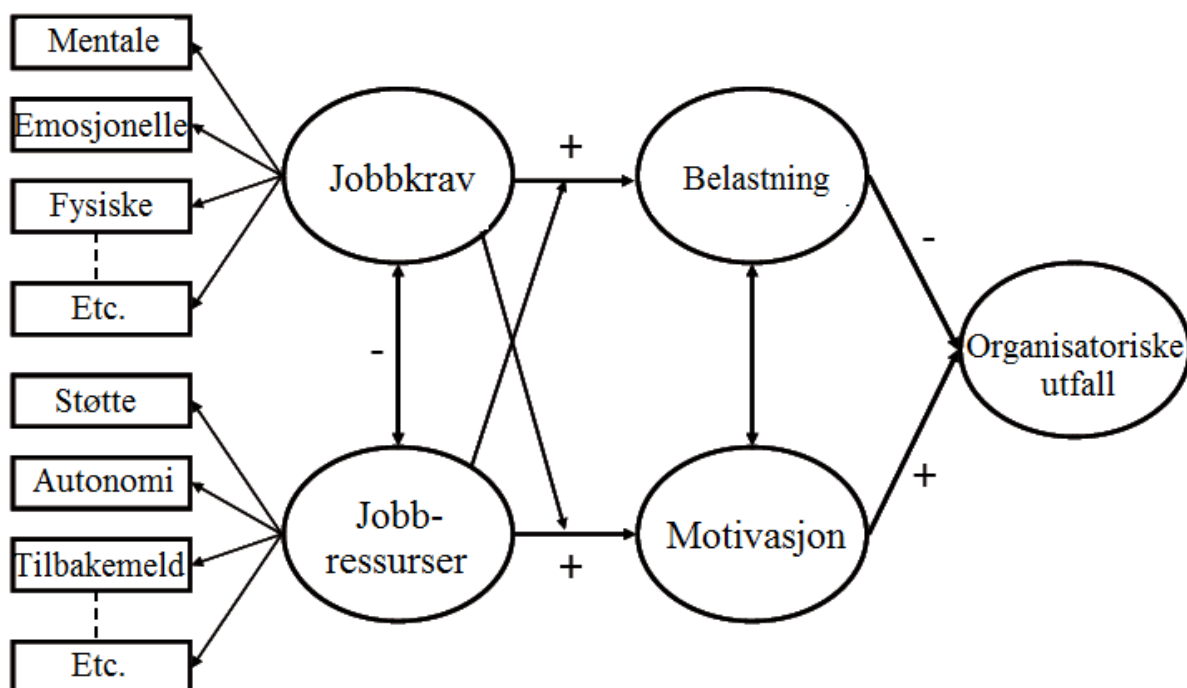 Mentale
Emosjonelle
Fysiske
Etc.
Støtte
Autonomi
Tilbakemeld
Etc.
Jobbkrav
-
Jobb-
ressurser
+
+
Belastning
Motivasjon
-
+
Organisatoriske
utfall